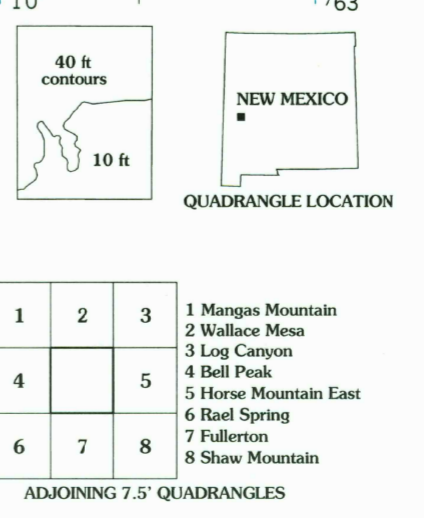 10
763
40 ft
contours
10 ft
NEW MEXICO
QUADRANGLE LOCATION
1 2 3
4 5
6 7 8
1 Mangas Mountain
2 Wallace Mesa
3 Log Canyon
4 Bell Peak
5 Horse Mountain East
6 Rael Spring
7 Fullerton
8 Shaw Mountain
ADJOINING 7.5' QUADRANGLES